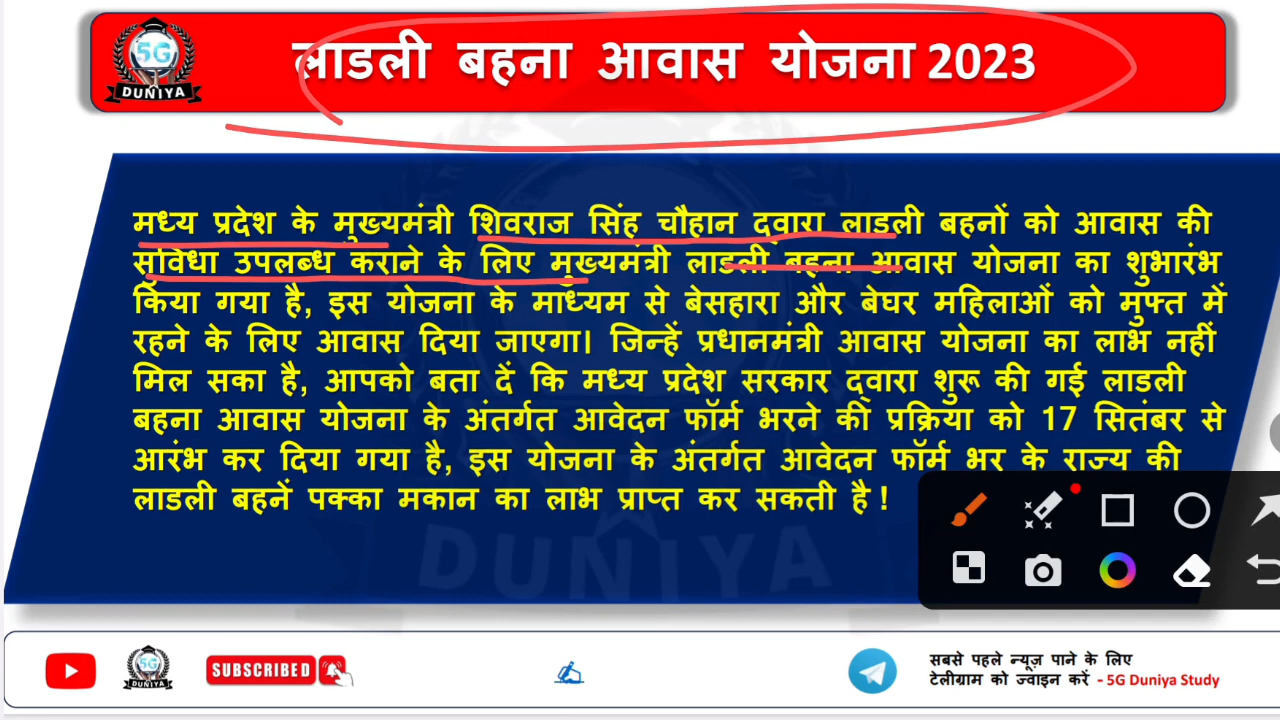 5G
DUNIYA
लाडली बहना आवास योजना 2023
मध्य प्रदेश के मुख्यमंत्री शिवराज सिंह चौहान द्वारा लाडली बहनों को आवास की
सुविधा उपलब्ध कराने के लिए मुख्यमंत्री लाडली बहना आवास योजना का शुभारंभ
किया गया है, इस योजना के माध्यम से बेसहारा और बेघर महिलाओं को मुफ्त में
रहने के लिए आवास दिया जाएगा। जिन्हें प्रधानमंत्री आवास योजना का लाभ नहीं
मिल सका है, आपको बता दें कि मध्य प्रदेश सरकार द्वारा शुरू की गई लाडली
बहना आवास योजना के अंतर्गत आवेदन फॉर्म भरने की प्रक्रिया को 17 सितंबर से
आरंभ कर दिया गया है, इस योजना के अंतर्गत आवेदन फॉर्म भर के राज्य की
लाडली बहनें पक्का मकान का लाभ प्राप्त कर सकती है !
DUNIYA
5G
DUNIYA
SUBSCRIBED
सबसे पहले न्यूज़ पाने के लिए
टेलीग्राम को ज्वाइन करें - 5G Duniya Study